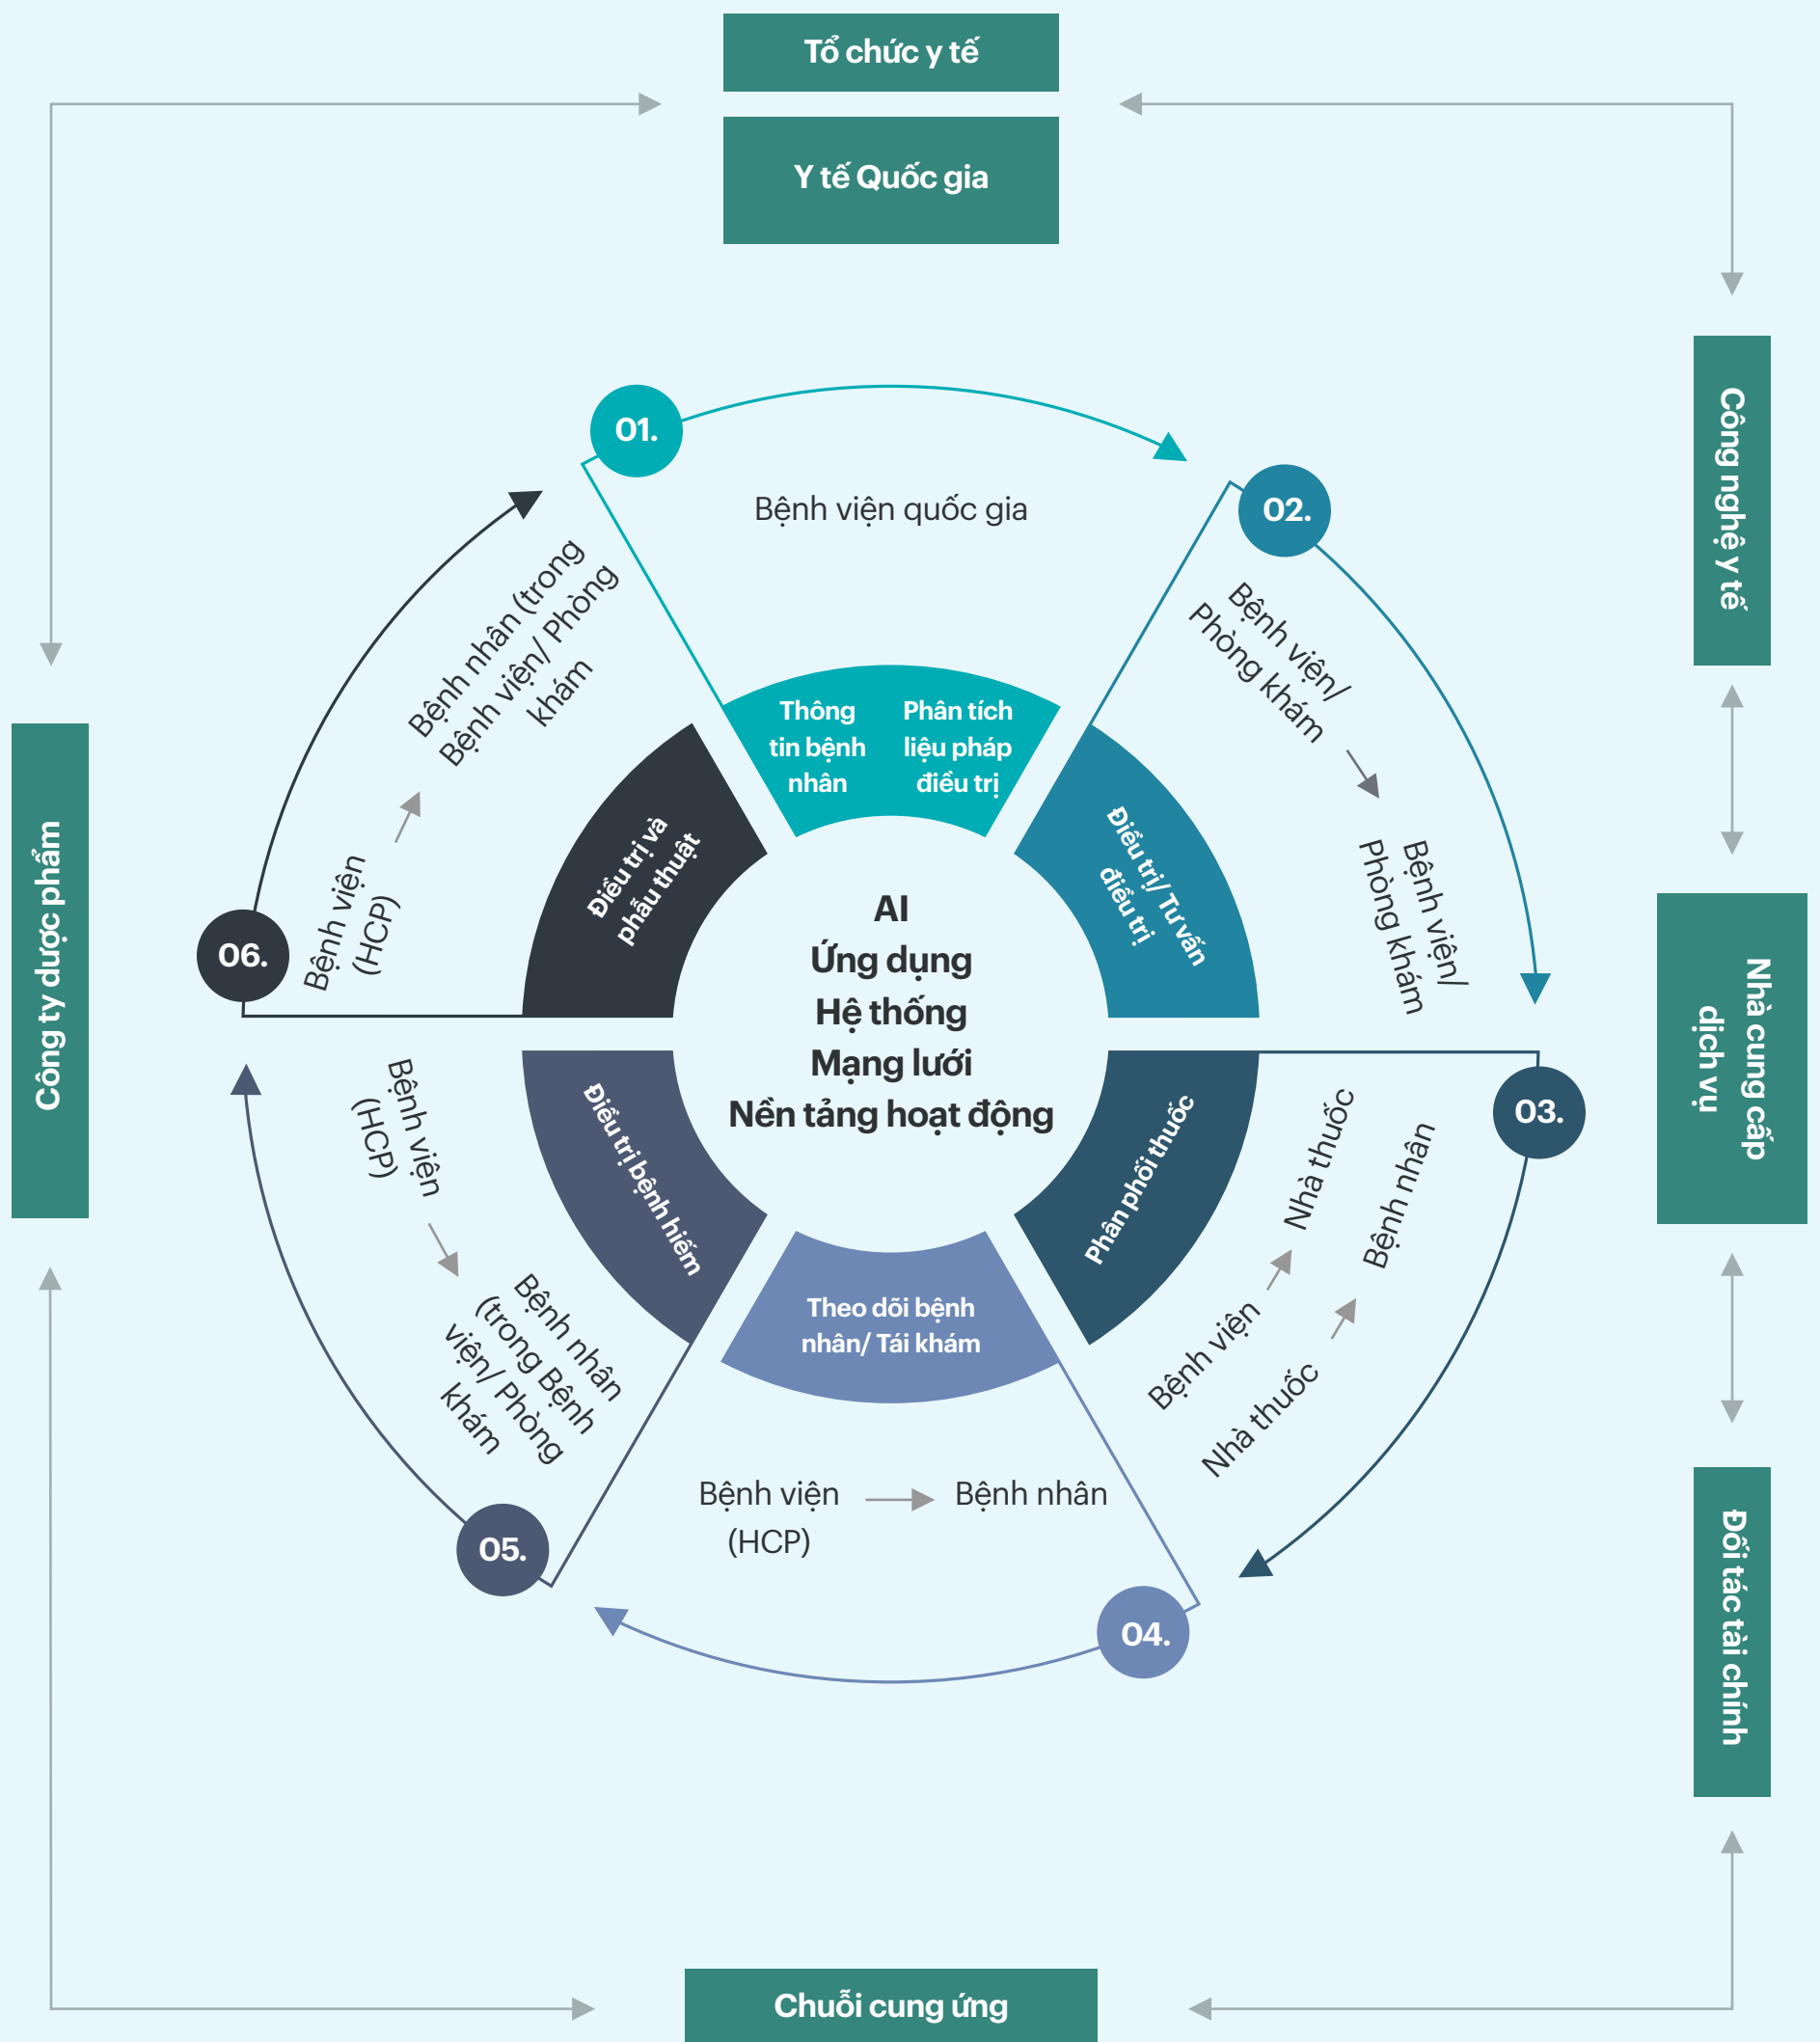 Tổ chức y tế
Y tế Quốc gia
Công nghệ y tế
Nhà cung cấp
dịch vụ
Đối tác tài chính
Chuỗi cung ứng
Công ty dược phẩm
01.
Bệnh viện quốc gia
Thông
tin bệnh
nhân
Phân tích
liệu pháp
điều trị
02.
Bệnh viện/
Phòng khám
Bệnh viện/
Phòng khám
Điều trị/ Tư vấn
điều trị
03.
Bệnh viện
Nhà thuốc
Nhà thuốc
Bệnh nhân
Phân phối thuốc
04.
Theo dõi bệnh
nhân/ Tái khám
Bệnh viện
(HCP)
Bệnh nhân
05.
Bệnh viện
(HCP)
Bệnh nhân
(trong Bệnh
viện/ Phòng
khám
Điều trị bệnh hiếm
06.
Bệnh viện
(HCP)
Bệnh nhân (trong
Bệnh viện/ Phòng
khám
Điều trị và
phẫu thuật
AI
Ứng dụng
Hệ thống
Mạng lưới
Nền tảng hoạt động